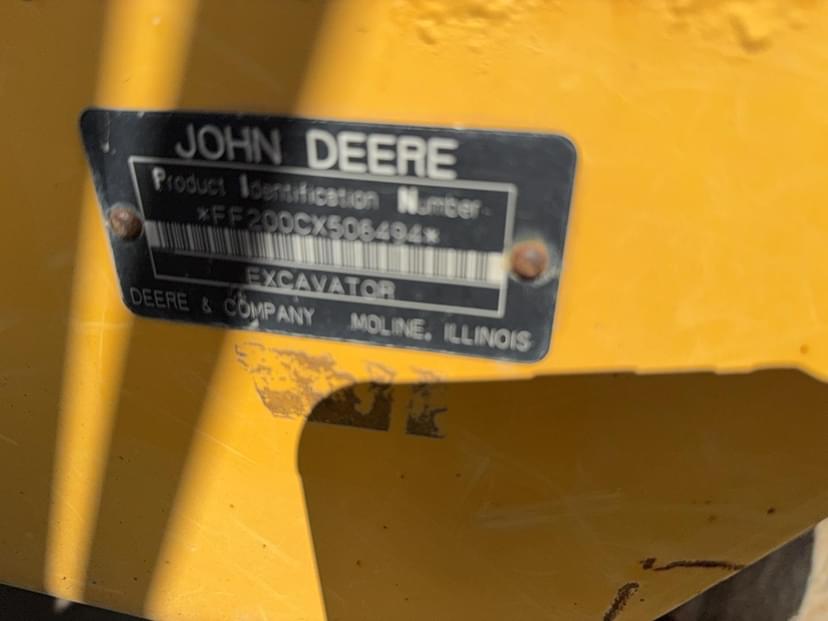 JOHN DEERE
Product Identification Number
*FF200CX506494*
EXCAVATOR
DEERE & COMPANY MOLINE, ILLINOIS